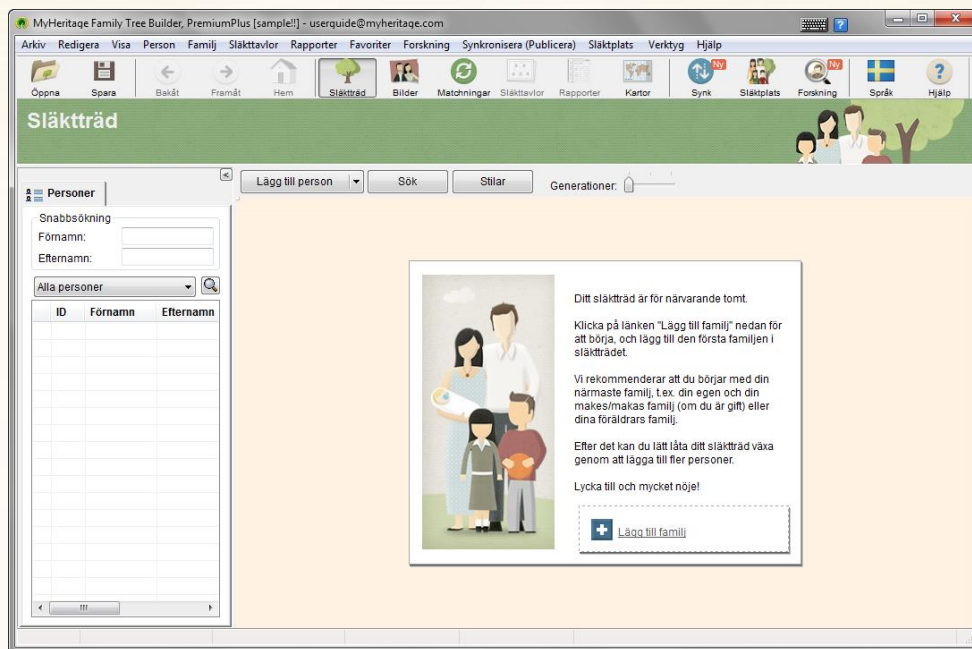 MyHeritage Family Tree Builder, PremiumPlus [sample!!] - userguide@myheritage.com
Arkiv Redigera Visa Person Familj Släkttavlor Rapporter Favoriter Forskning Synkronisera (Publicera) Släktplats Verktyg Hjälp
Ny Ny
Öppna Spara Bakåt Framåt Hem Släktträd Bilder Matchningar Släkttavlor Rapporter Kartor Synk Släktplats Forskning Språk Hjälp
Släktträd
Lägg till person Sök Stilar Generationer:
Personer
Snabbsökning
Förnamn:
Efternamn:
Alla personer
ID Förnamn Efternamn
Ditt släktträd är för närvarande tomt.
Klicka på länken "Lägg till familj" nedan för
att börja, och lägg till den första familjen i
släktträdet.
Vi rekommenderar att du börjar med din
närmaste familj, t.ex. din egen och din
makes/makas familj (om du är gift) eller
dina föräldrars familj.
Efter det kan du lätt låta ditt släktträd växa
genom att lägga till fler personer.
Lycka till och mycket nöje!
Lägg till familj